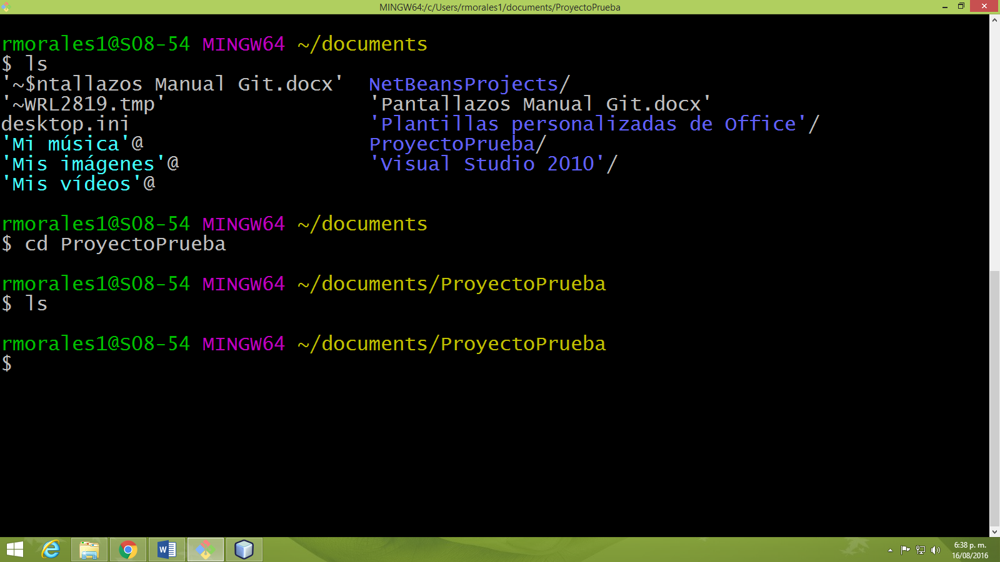 MINGW64:/c/Users/rmorales1/documents/ProyectoPrueba
rmorales1@S08-54 MINGW64 ~/documents
$ ls
'~$ntallazos Manual Git.docx'  NetBeansProjects/
'~WRL2819.tmp'                 'Pantallazos Manual Git.docx'
desktop.ini                    'Plantillas personalizadas de Office'/
'Mi música'@                   ProyectoPrueba/
'Mis imágenes'@                'Visual Studio 2010'/
'Mis vídeos'@
rmorales1@S08-54 MINGW64 ~/documents
$ cd ProyectoPrueba
rmorales1@S08-54 MINGW64 ~/documents/ProyectoPrueba
$ ls
rmorales1@S08-54 MINGW64 ~/documents/ProyectoPrueba
$
6:38 p. m.
16/08/2016